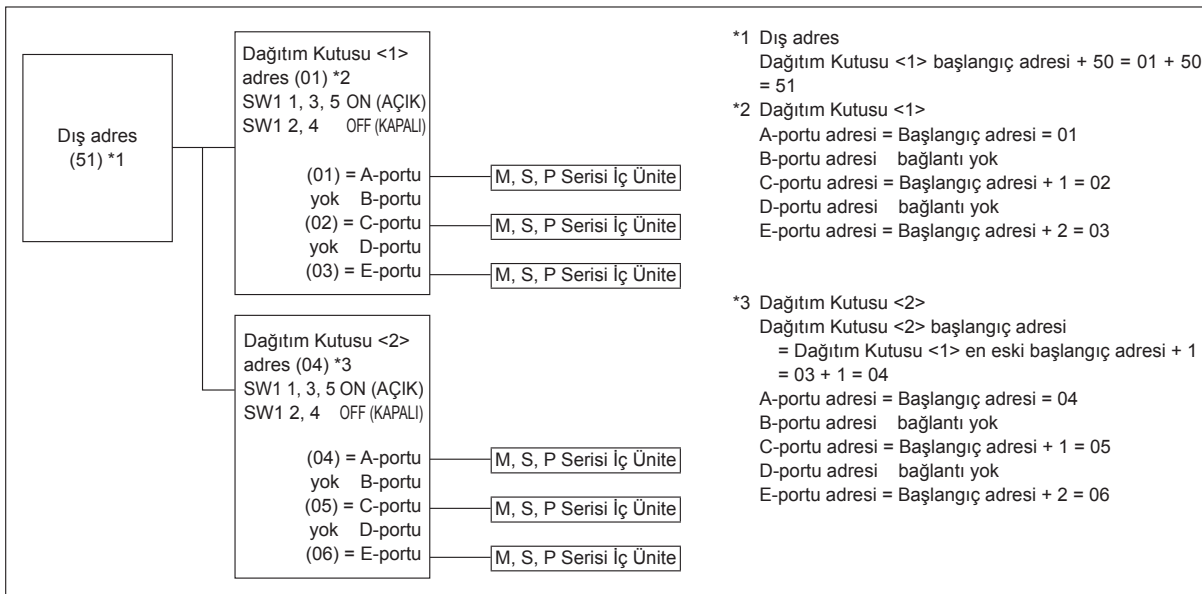 Dış adres
(51) *1
Dağıtım Kutusu <1>
adres (01) *2
SW1 1, 3, 5 ON (AÇIK)
SW1 2, 4 OFF (KAPALI)
(01) = A-portu
yok B-portu
(02) = C-portu
yok D-portu
(03) = E-portu
M, S, P Serisi İç Ünite
M, S, P Serisi İç Ünite
M, S, P Serisi İç Ünite
Dağıtım Kutusu <2>
adres (04) *3
SW1 1, 3, 5 ON (AÇIK)
SW1 2, 4 OFF (KAPALI)
(04) = A-portu
yok B-portu
(05) = C-portu
yok D-portu
(06) = E-portu
M, S, P Serisi İç Ünite
M, S, P Serisi İç Ünite
M, S, P Serisi İç Ünite
*1 Dış adres
Dağıtım Kutusu <1> başlangıç adresi + 50 = 01 + 50
= 51
*2 Dağıtım Kutusu <1>
A-portu adresi = Başlangıç adresi = 01
B-portu adresi bağlantı yok
C-portu adresi = Başlangıç adresi + 1 = 02
D-portu adresi bağlantı yok
E-portu adresi = Başlangıç adresi + 2 = 03
*3 Dağıtım Kutusu <2>
Dağıtım Kutusu <2> başlangıç adresi
= Dağıtım Kutusu <1> en eski başlangıç adresi + 1
= 03 + 1 = 04
A-portu adresi = Başlangıç adresi = 04
B-portu adresi bağlantı yok
C-portu adresi = Başlangıç adresi + 1 = 05
D-portu adresi bağlantı yok
E-portu adresi = Başlangıç adresi + 2 = 06